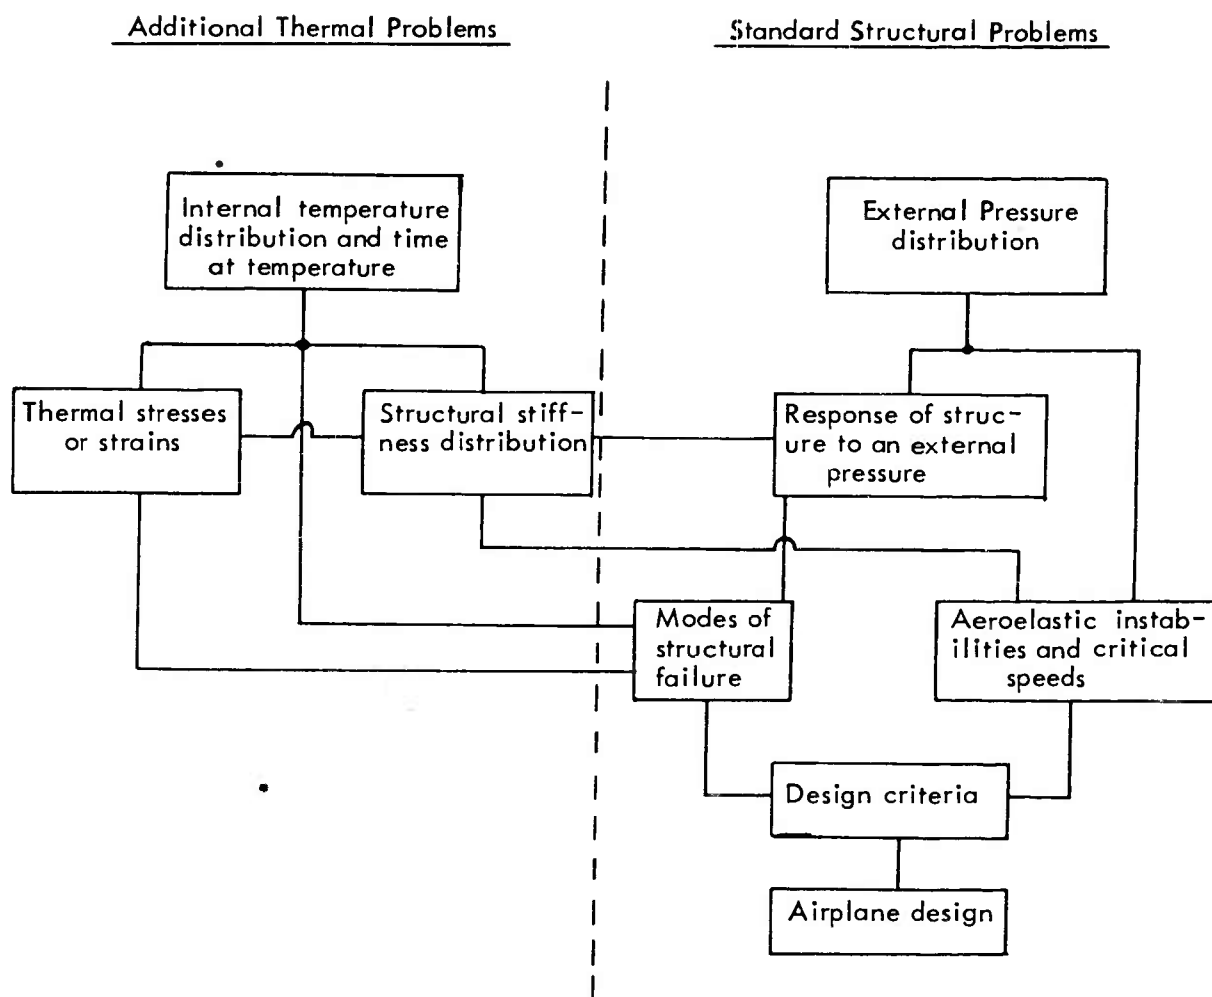 Additional Thermal Problems
Standard Structural Problems
Internal temperature
distribution and time
at temperature
External Pressure
distribution
Thermal stresses
or strains
Structural stiff-
ness distribution
Response of struc-
ure to an external
pressure
Modes of
structural
failure
Aeroelastic instab-
ilities and critical
speeds
Design criteria
Airplane design